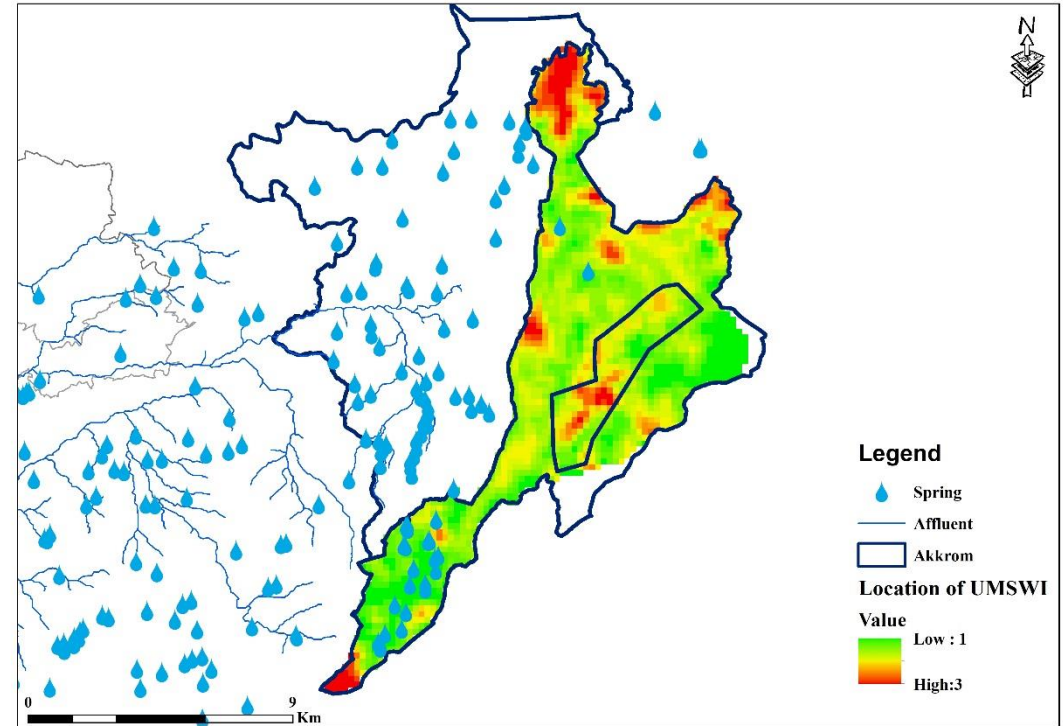 N
Legend
Spring
Affluent
Akkrom
Location of UMSWI
Value
Low : 1
High:3
0 9
Km